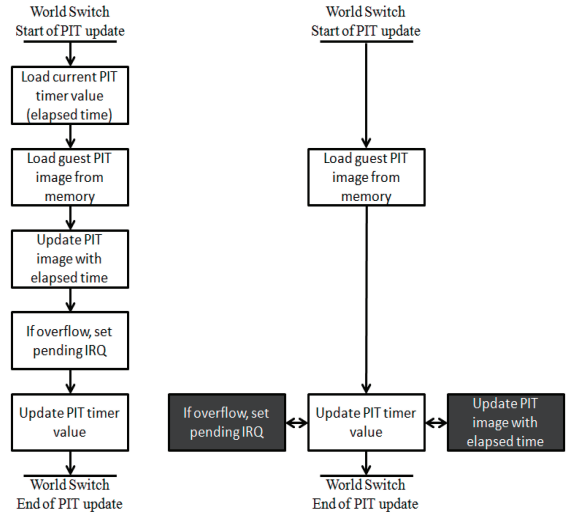 World Switch
Start of PIT update
Load current PIT
timer value
(elapsed time)
Load guest PIT
image from
memory
Update PIT
image with
elapsed time
If overflow, set
pending IRQ
Update PIT timer
value
World Switch
End of PIT update
World Switch
Start of PIT update
Load guest PIT
image from
memory
If overflow, set
pending IRQ
Update PIT timer
value
Update PIT
image with
elapsed time
World Switch
End of PIT update